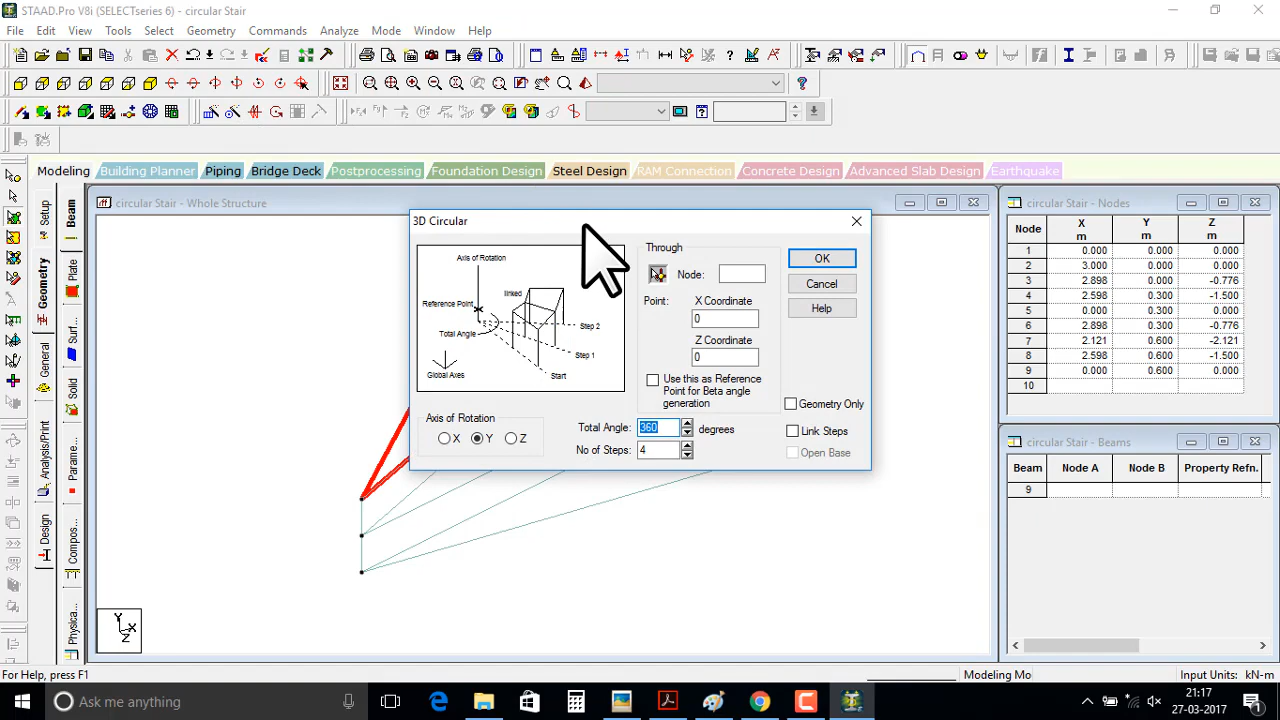 STAAD.Pro V8i (SELECTseries 6) - circular Stair
File Edit View Tools Select Geometry Commands Analyze Mode Window Help
Modeling Building Planner Piping Bridge Deck Postprocessing Foundation Design Steel Design RAM Connection Concrete Design Advanced Slab Design Earthquake
Setup
Geometry
General
Analysis/Print
Design
Beam
Plate
Surf...
Solid
Parame...
Compos...
Physica...
circular Stair - Whole Structure
3D Circular
Axis of Rotation
linked
Reference Point
Step 2
Total Angle
Step 1
Global Axes
Start
Through
Node:
Point:
X Coordinate
0
Z Coordinate
0
Use this as Reference
Point for Beta angle
generation
OK
Cancel
Help
Geometry Only
Axis of Rotation
X Y Z
Total Angle: 360 degrees
No of Steps: 4
Link Steps
Open Base
Y
X
Z
circular Stair - Nodes
Node X m Y m Z m
1 0.000 0.000 0.000
2 3.000 0.000 0.000
3 2.898 0.300 -0.776
4 2.598 0.300 -1.500
5 0.000 0.300 0.000
6 2.898 0.300 -0.776
7 2.121 0.600 -2.121
8 2.598 0.600 -1.500
9 0.000 0.600 0.000
10
circular Stair - Beams
Beam Node A Node B Property Refn.
9
For Help, press F1
Modeling Mo
Input Units: kN-m
Ask me anything
21:17
27-03-2017
1